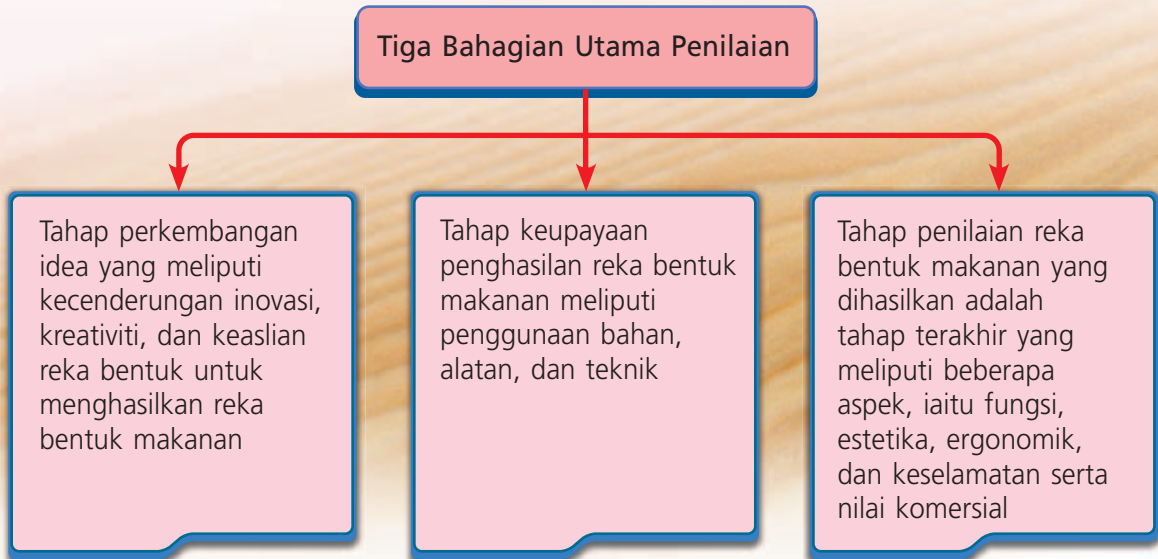 Tiga Bahagian Utama Penilaian
Tahap perkembangan
idea yang meliputi
kecenderungan inovasi,
kreativiti, dan keaslian
reka bentuk untuk
menghasilkan reka
bentuk makanan
Tahap keupayaan
penghasilan reka bentuk
makanan meliputi
penggunaan bahan,
alatan, dan teknik
Tahap penilaian reka
bentuk makanan yang
dihasilkan adalah
tahap terakhir yang
meliputi beberapa
aspek, iaitu fungsi,
estetika, ergonomik,
dan keselamatan serta
nilai komersial